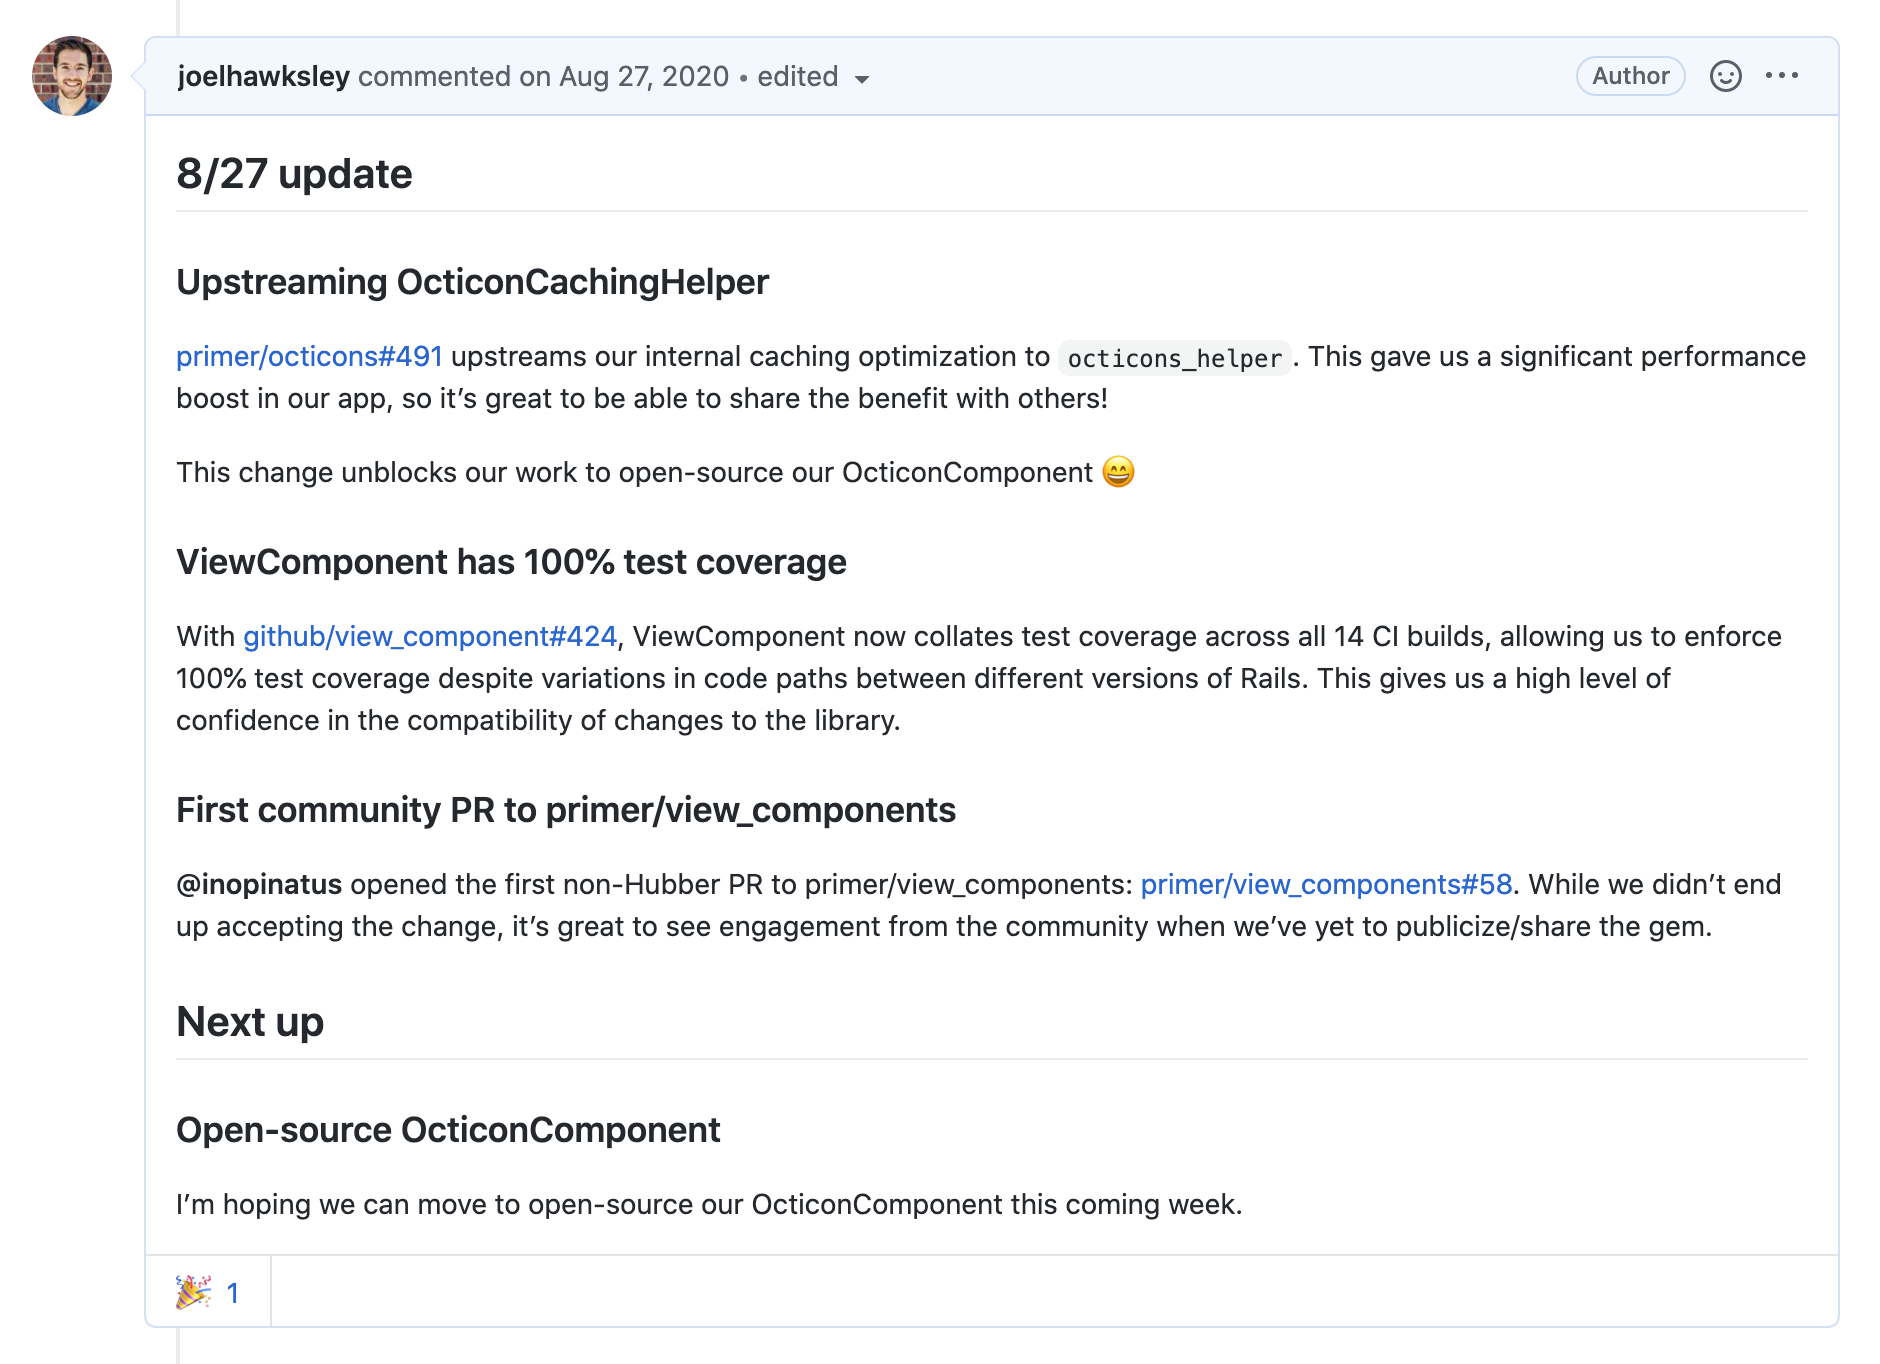 joelhawksley commented on Aug 27, 2020 • edited
Author
8/27 update
Upstreaming OcticonCachingHelper
primer/octicons#491 upstreams our internal caching optimization to octicons_helper. This gave us a significant performance
boost in our app, so it’s great to be able to share the benefit with others!
This change unblocks our work to open-source our OcticonComponent 😄
ViewComponent has 100% test coverage
With github/view_component#424, ViewComponent now collates test coverage across all 14 CI builds, allowing us to enforce
100% test coverage despite variations in code paths between different versions of Rails. This gives us a high level of
confidence in the compatibility of changes to the library.
First community PR to primer/view_components
@inopinatus opened the first non-Hubber PR to primer/view_components: primer/view_components#58. While we didn’t end
up accepting the change, it’s great to see engagement from the community when we’ve yet to publicize/share the gem.
Next up
Open-source OcticonComponent
I’m hoping we can move to open-source our OcticonComponent this coming week.
🎉 1